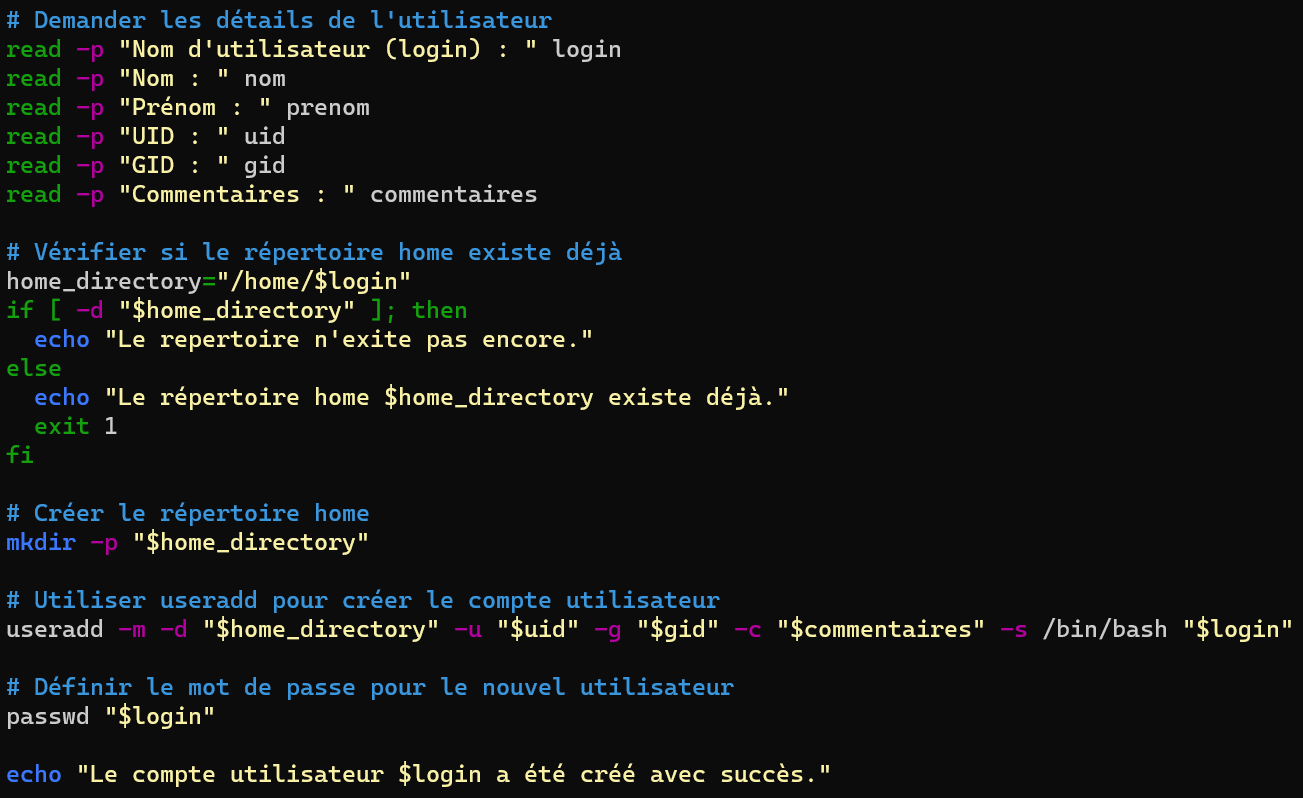 # Demander les détails de l'utilisateur
read -p "Nom d'utilisateur (login) : " login
read -p "Nom : " nom
read -p "Prénom : " prenom
read -p "UID : " uid
read -p "GID : " gid
read -p "Commentaires : " commentaires
# Vérifier si le répertoire home existe déjà
home_directory="/home/$login"
if [ -d "$home_directory" ]; then
  echo "Le repertoire n'exite pas encore."
else
  echo "Le répertoire home $home_directory existe déjà."
  exit 1
fi
# Créer le répertoire home
mkdir -p "$home_directory"
# Utiliser useradd pour créer le compte utilisateur
useradd -m -d "$home_directory" -u "$uid" -g "$gid" -c "$commentaires" -s /bin/bash "$login"
# Définir le mot de passe pour le nouvel utilisateur
passwd "$login"
echo "Le compte utilisateur $login a été créé avec succès."